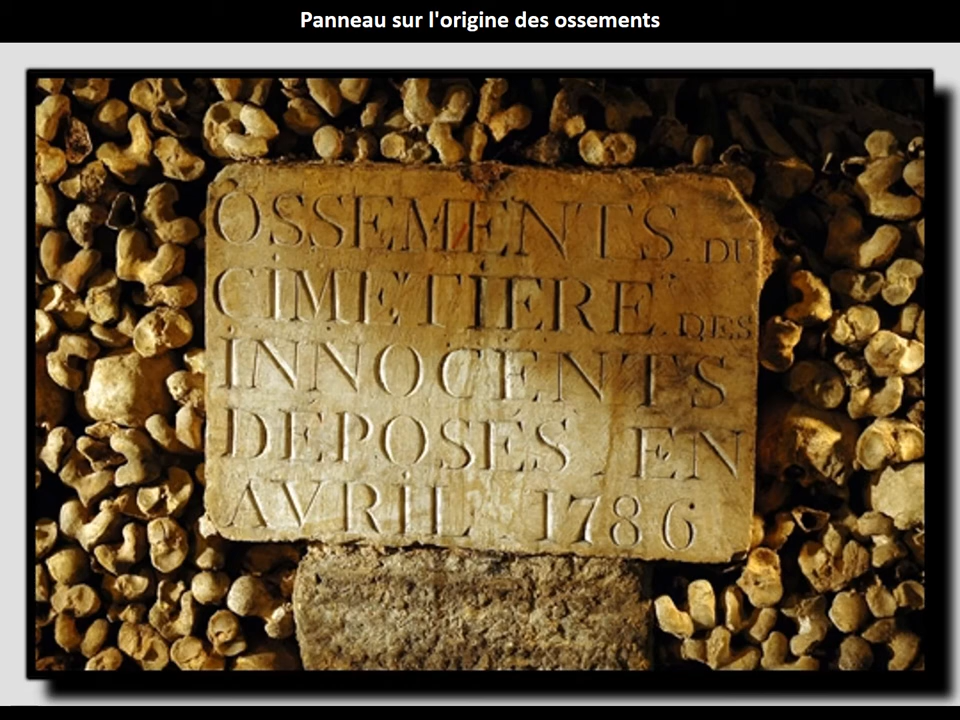 Panneau sur l'origine des ossements
OSSEMENTS DU
CIMETIÈRE DES
INNOCENTS
DÉPOSÉS EN
AVRIL 1786